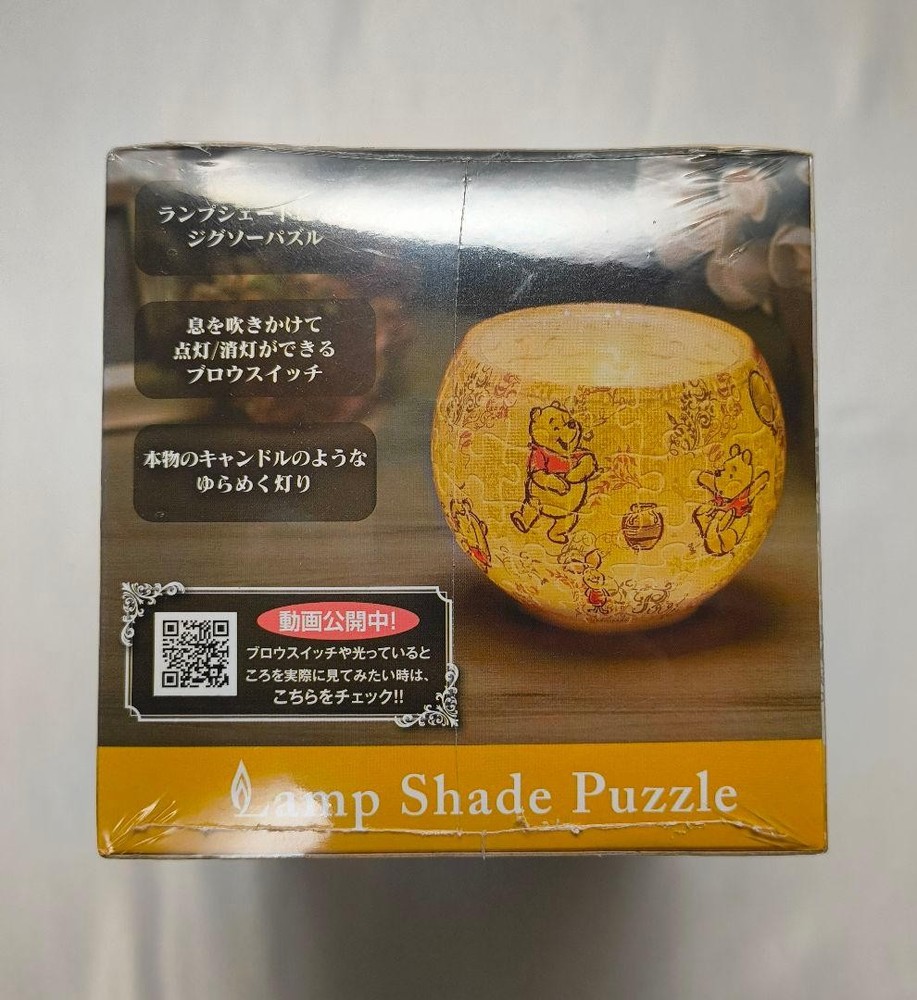 ランプシェード
ジグソーパズル
息を吹きかけて
点灯/消灯ができる
ブロウスイッチ
本物のキャンドルのような
ゆらめく灯り
動画公開中!
ブロウスイッチや光っていると
ころを実際に見てみたい時は、
こちらをチェック!!
Lamp Shade Puzzle